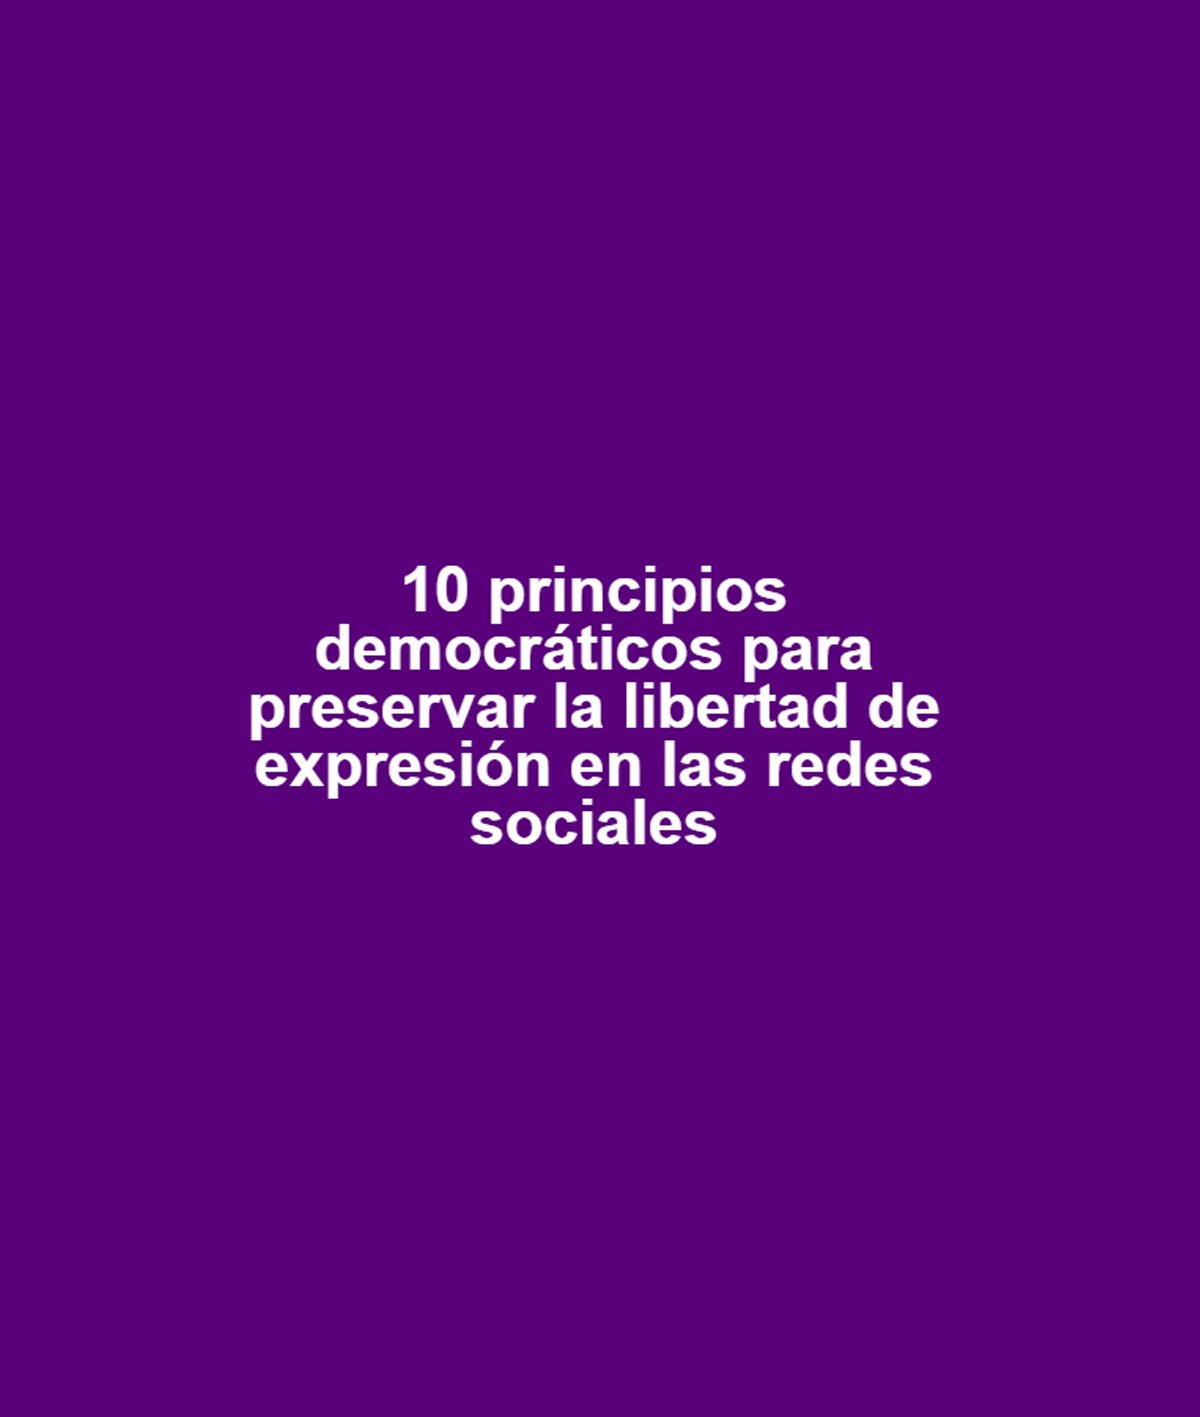 10 principios
democráticos para
preservar la libertad de
expresión en las redes
sociales